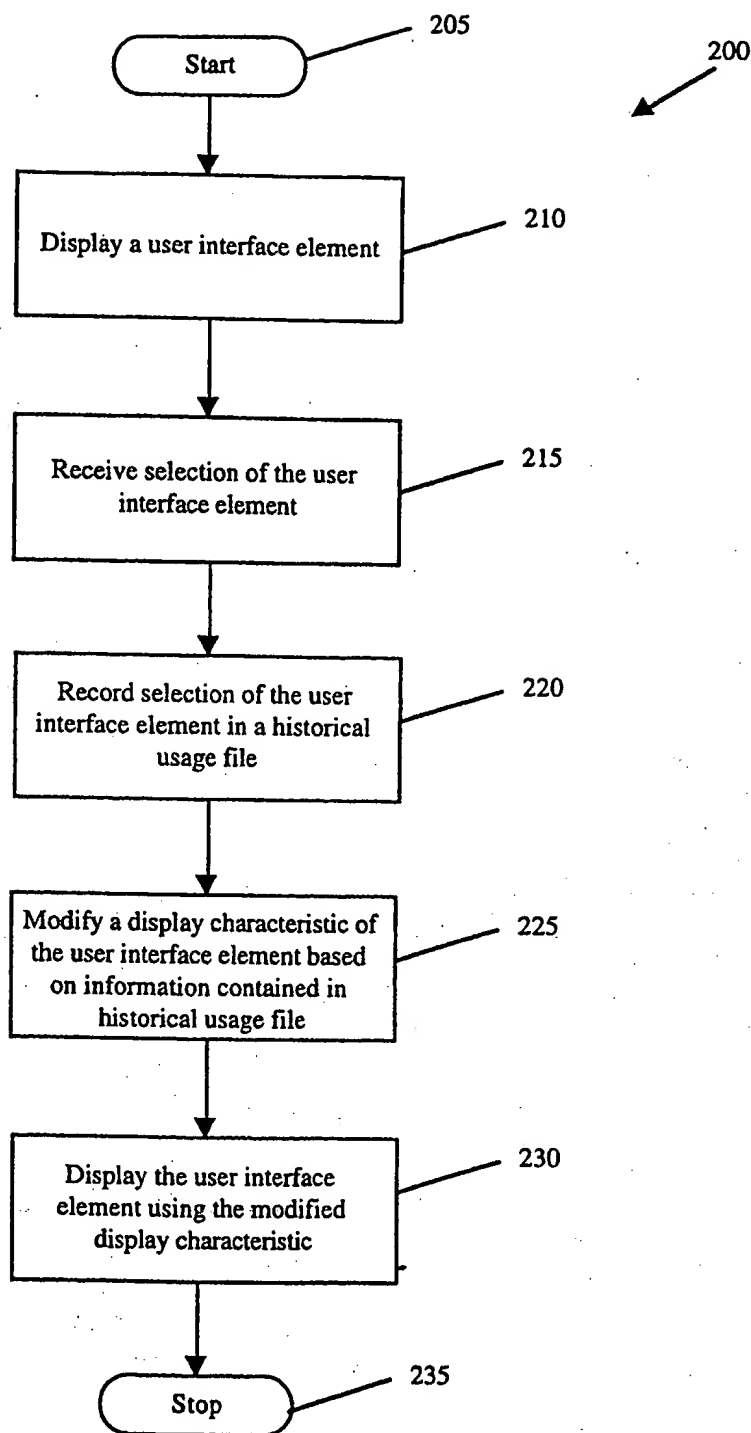 205
Start
200
210
Display a user interface element
215
Receive selection of the user
interface element
220
Record selection of the user
interface element in a historical
usage file
225
Modify a display characteristic of
the user interface element based
on information contained in
historical usage file
230
Display the user interface
element using the modified
display characteristic
235
Stop